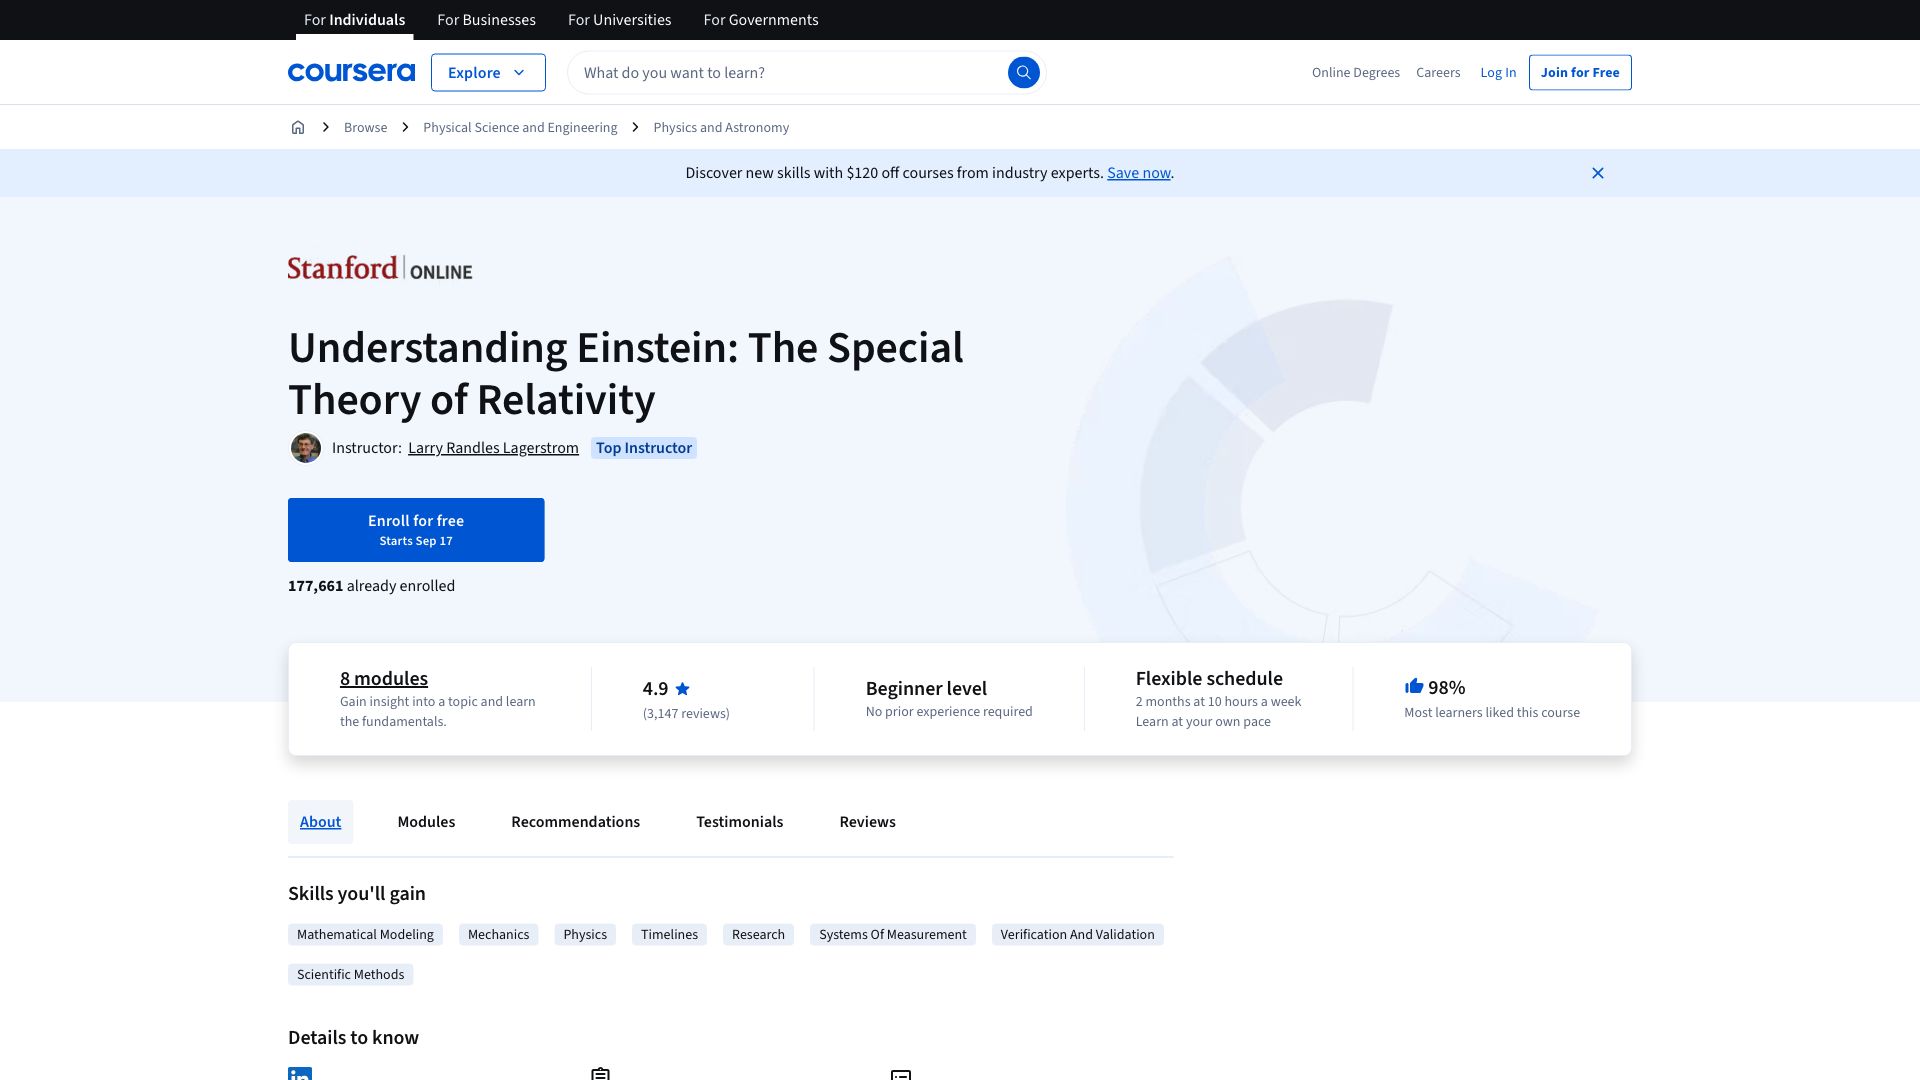 For Individuals
For Businesses
For Universities
For Governments
coursera
Explore
What do you want to learn?
Online Degrees
Careers
Log In
Join for Free
Browse
Physical Science and Engineering
Physics and Astronomy
Discover new skills with $120 off courses from industry experts. Save now.
Stanford | ONLINE
Understanding Einstein: The Special
Theory of Relativity
Instructor: Larry Randles Lagerstrom
Top Instructor
Enroll for free
Starts Sep 17
177,661 already enrolled
8 modules
Gain insight into a topic and learn
the fundamentals.
4.9
(3,147 reviews)
Beginner level
No prior experience required
Flexible schedule
2 months at 10 hours a week
Learn at your own pace
98%
Most learners liked this course
About
Modules
Recommendations
Testimonials
Reviews
Skills you'll gain
Mathematical Modeling
Mechanics
Physics
Timelines
Research
Systems Of Measurement
Verification And Validation
Scientific Methods
Details to know
in